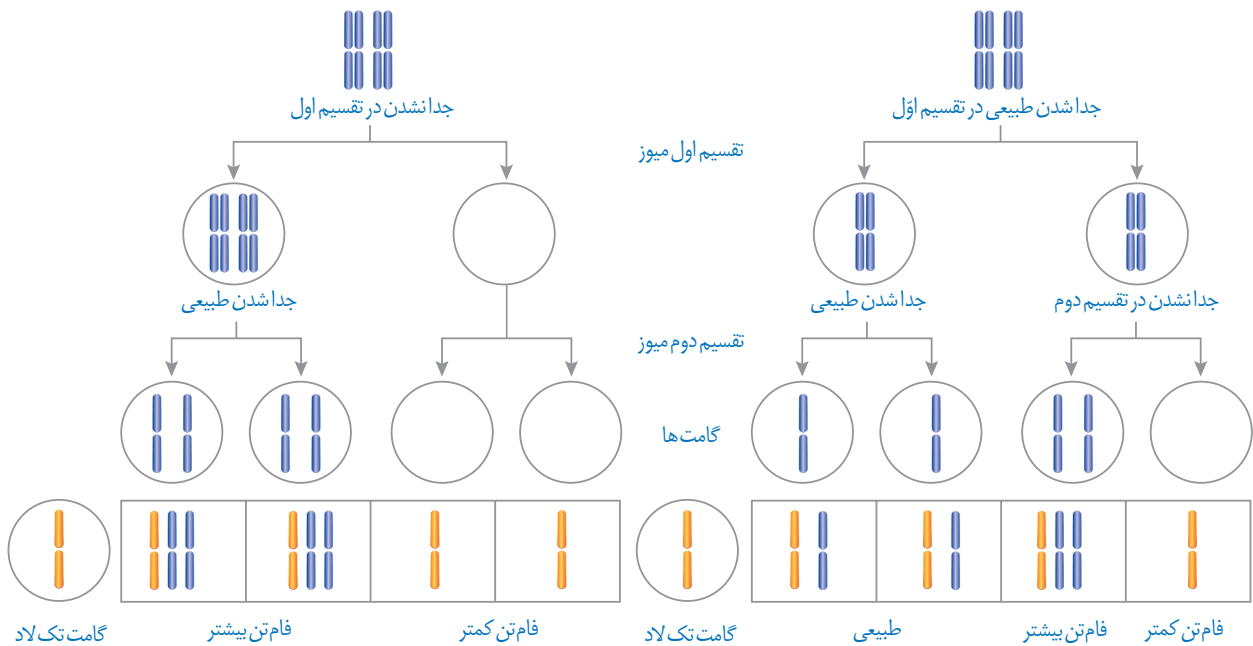 جدا شدن طبیعی در تقسیم اوّل
جدا نشدن در تقسیم اول
تقسیم اول میوز
جدا نشدن در تقسیم دوم
جدا شدن طبیعی
جدا شدن طبیعی
تقسیم دوم میوز
گامت‌ها
فام‌تن کمتر
فام‌تن بیشتر
طبیعی
گامت تک لاد
فام‌تن کمتر
فام‌تن بیشتر
گامت تک لاد